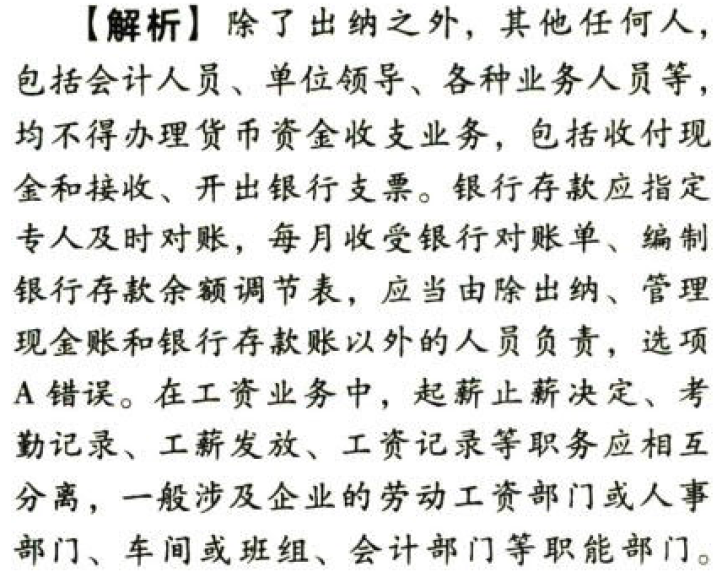 【解析】除了出纳之外，其他任何人，
包括会计人员、单位领导、各种业务人员等，
均不得办理货币资金收支业务，包括收付现
金和接收、开出银行支票。银行存款应指定
专人及时对账，每月收受银行对账单、编制
银行存款余额调节表，应当由除出纳、管理
现金账和银行存款账以外的人员负责，选项
A 错误。在工资业务中，起薪止薪决定、考
勤记录、工薪发放、工资记录等职务应相互
分离，一般涉及企业的劳动工资部门或人事
部门、车间或班组、会计部门等职能部门。